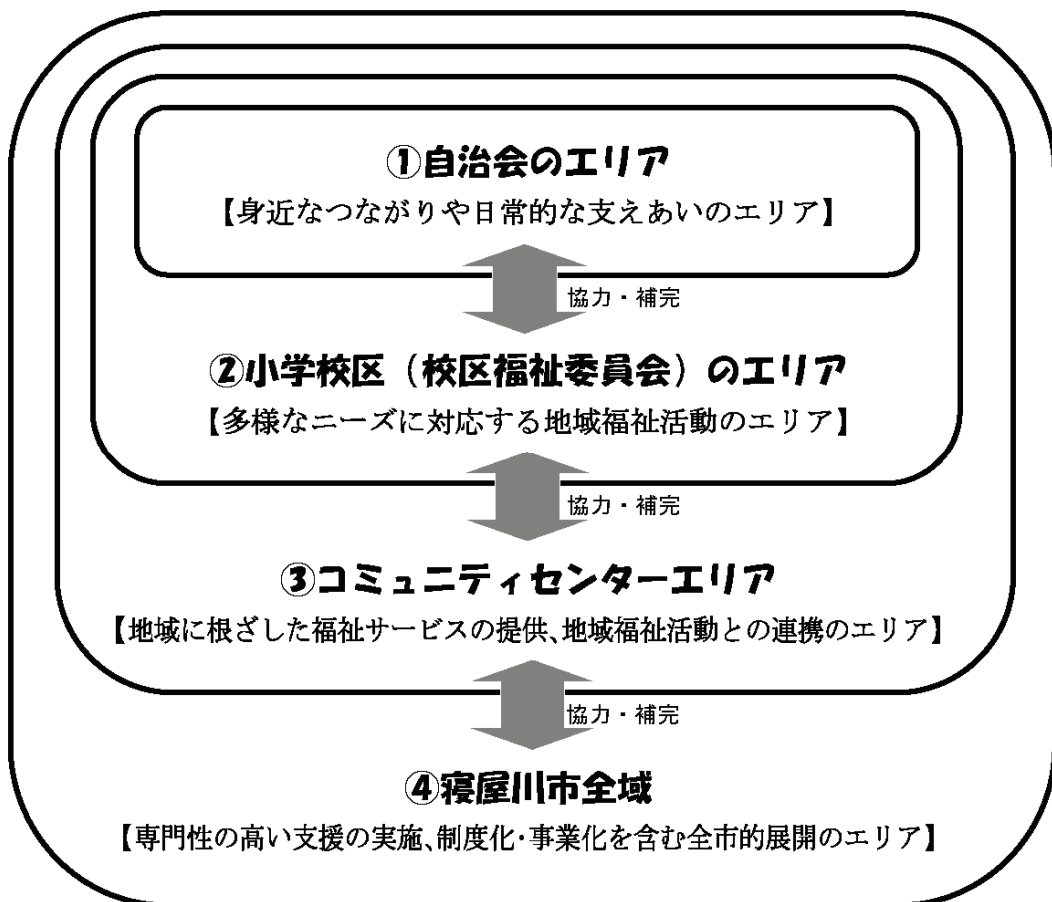 ①自治会のエリア
【身近なつながりや日常的な支えあいのエリア】
協力・補完
②小学校区（校区福祉委員会）のエリア
【多様なニーズに対応する地域福祉活動のエリア】
協力・補完
③コミュニティセンターエリア
【地域に根ざした福祉サービスの提供、地域福祉活動との連携のエリア】
協力・補完
④寝屋川市全域
【専門性の高い支援の実施、制度化・事業化を含む全市的展開のエリア】